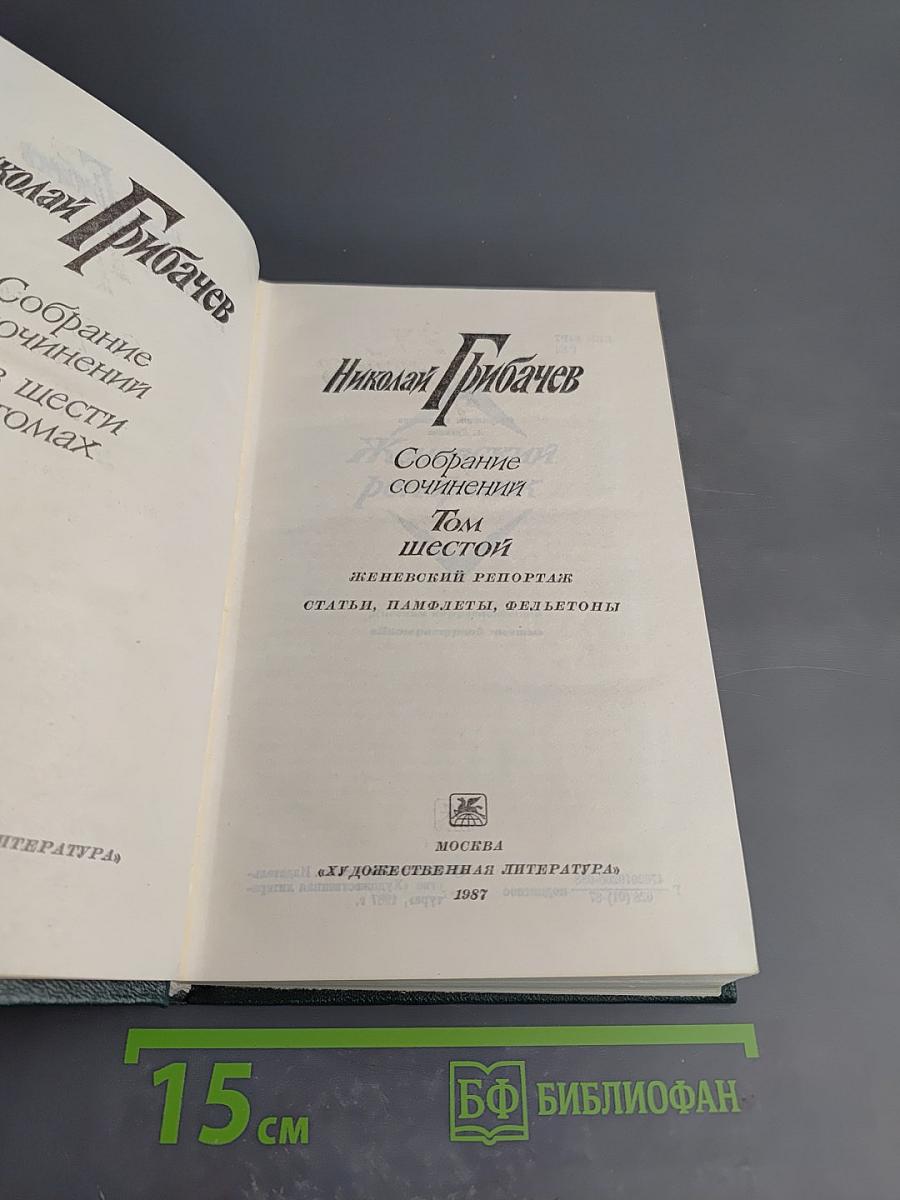 Грибачев
Собрание
сочинений
в шести
томах
Николай Грибачев
Собрание
сочинений
Том
шестой
ЖЕНЕВСКИЙ РЕПОРТАЖ
СТАТЬИ, ПАМФЛЕТЫ, ФЕЛЬЕТОНЫ
МОСКВА
«ХУДОЖЕСТВЕННАЯ ЛИТЕРАТУРА»
1987
15 см
БФ БИБЛИОФАН